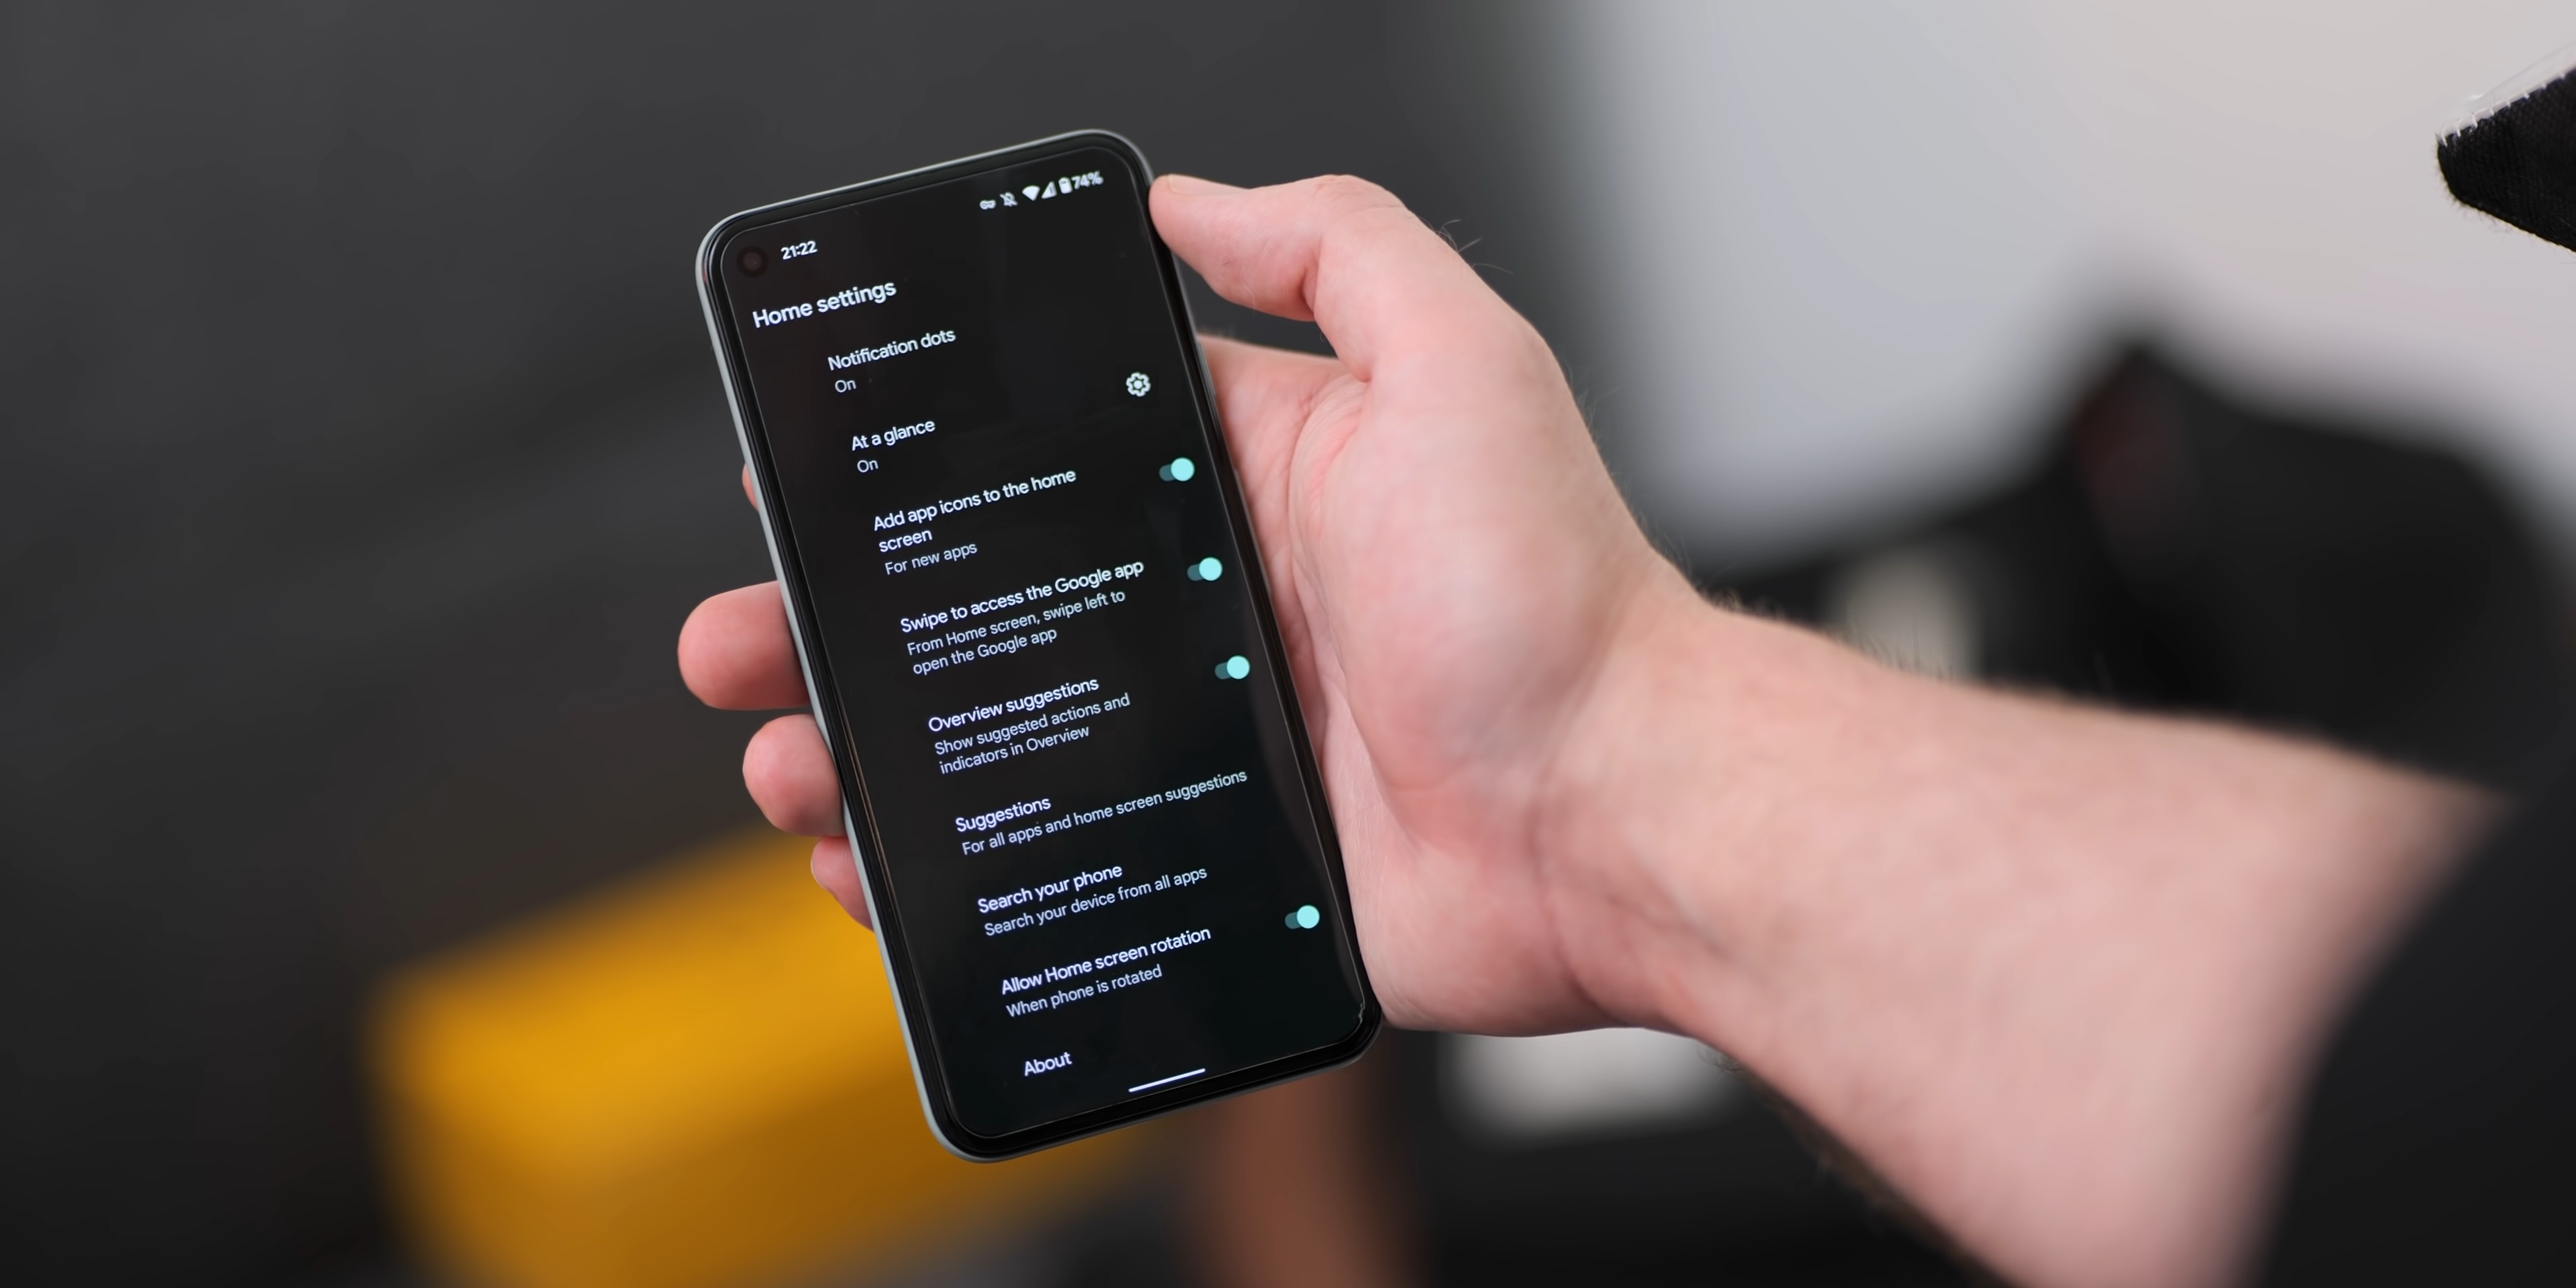 74%
21:22
Home settings
Notification dots
On
At a glance
On
Add app icons to the home
screen
For new apps
Swipe to access the Google app
From Home screen, swipe left to
open the Google app
Overview suggestions
Show suggested actions and
indicators in Overview
Suggestions
For all apps and home screen suggestions
Search your phone
Search your device from all apps
Allow Home screen rotation
When phone is rotated
About